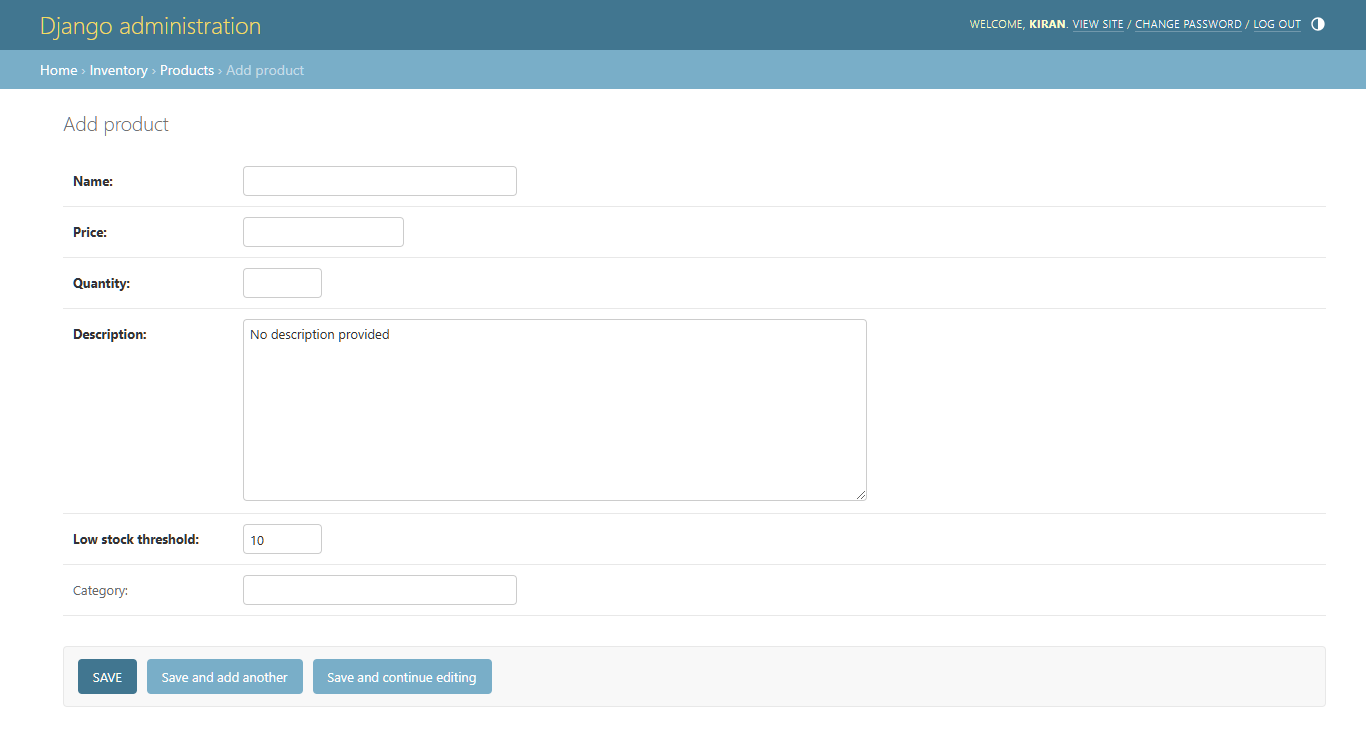 Django administration
WELCOME, KIRAN. VIEW SITE / CHANGE PASSWORD / LOG OUT
Home › Inventory › Products › Add product
Add product
Name:
Price:
Quantity:
Description:
No description provided
Low stock threshold:
10
Category:
SAVE
Save and add another
Save and continue editing